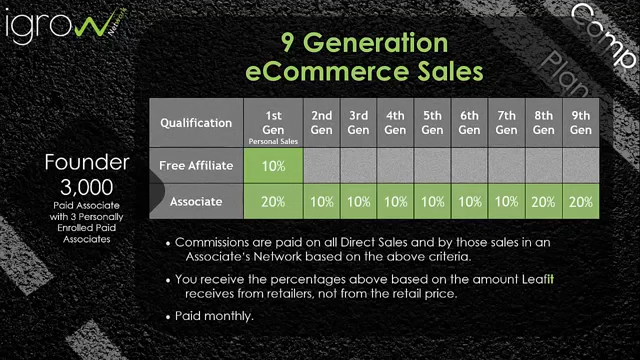 igrow
Network
Comp
Plan
9 Generation
eCommerce Sales
Qualification 1st Gen Personal Sales 2nd Gen 3rd Gen 4th Gen 5th Gen 6th Gen 7th Gen 8th Gen 9th Gen
Free Affiliate 10%
Associate 20% 10% 10% 10% 10% 10% 10% 20% 20%
Founder
3,000
Paid Associate
with 3 Personally
Enrolled Paid
Associates
• Commissions are paid on all Direct Sales and by those sales in an
Associate's Network based on the above criteria.
• You receive the percentages above based on the amount Leafit
receives from retailers, not from the retail price.
• Paid monthly.